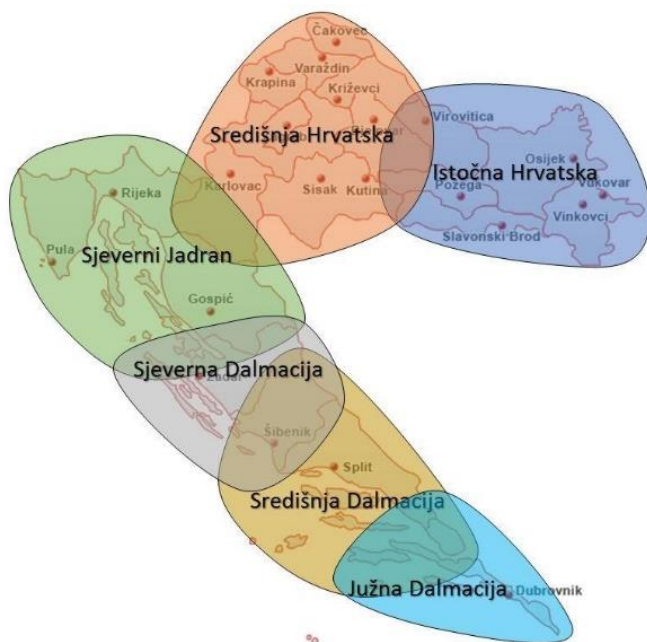 Čakovec
Varaždin
Krapina
Križevci
Virovitica
Središnja Hrvatska
Osijek
Istočna Hrvatska
Karlovac
Sisak
Kutina
Požega
Vukovar
Vinkovci
Slavonski Brod
Rijeka
Pula
Sjeverni Jadran
Gospić
Sjeverna Dalmacija
Zadar
Šibenik
Split
Središnja Dalmacija
Južna Dalmacija
Dubrovnik